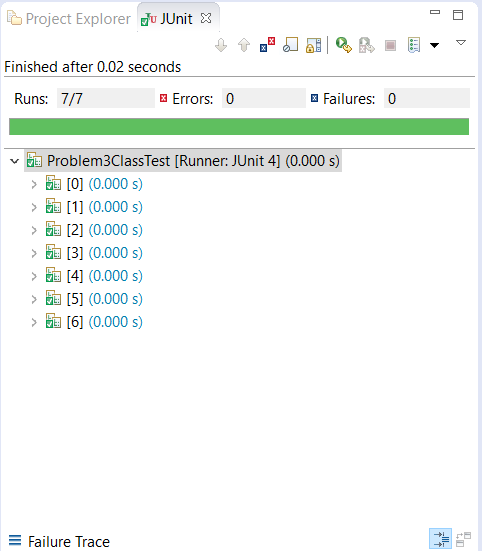 Project Explorer JUnit
Finished after 0.02 seconds
Runs: 7/7 Errors: 0 Failures: 0
Problem3ClassTest [Runner: JUnit 4] (0.000 s)
[0] (0.000 s)
[1] (0.000 s)
[2] (0.000 s)
[3] (0.000 s)
[4] (0.000 s)
[5] (0.000 s)
[6] (0.000 s)
Failure Trace